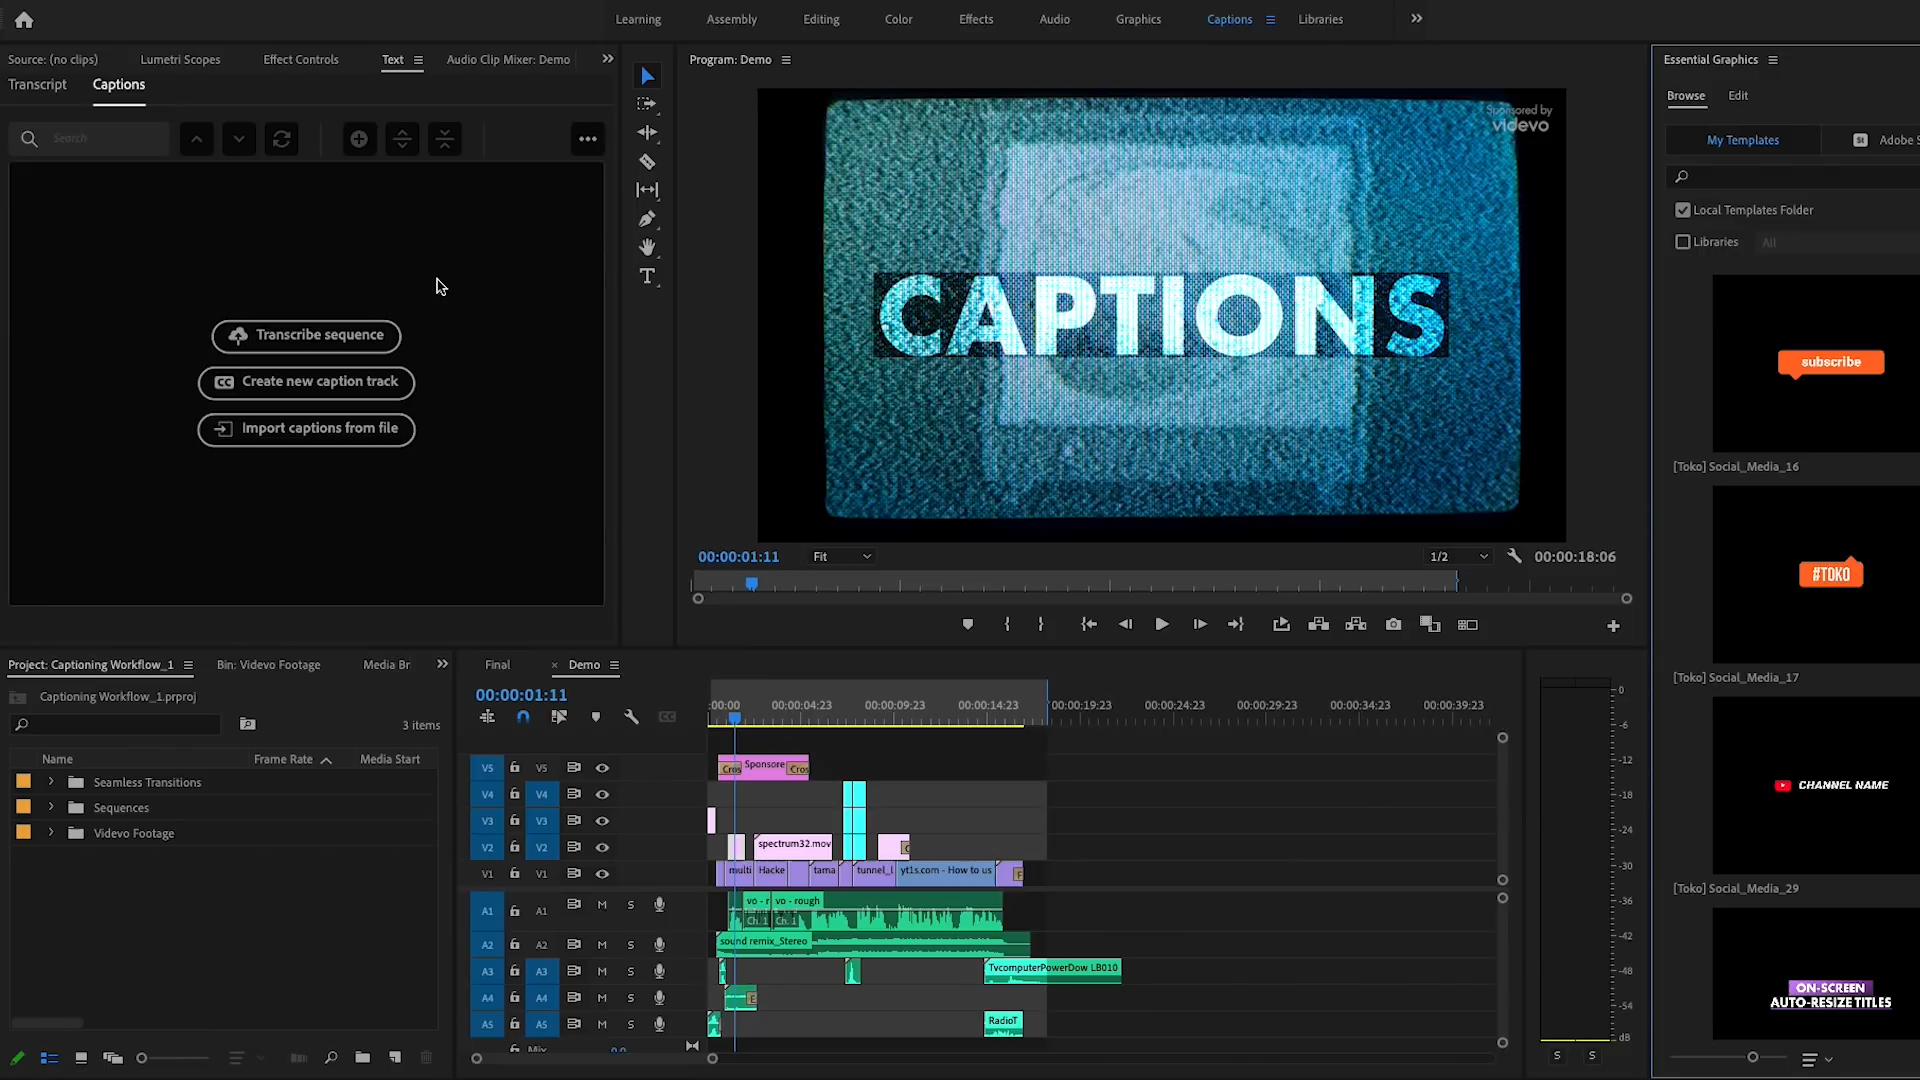 Learning Assembly Editing Color Effects Audio Graphics Captions Libraries
Source: (no clips) Lumetri Scopes Effect Controls Text Audio Clip Mixer: Demo
Transcript Captions
Search
Transcribe sequence
CC Create new caption track
Import captions from file
Program: Demo
Sponsored by
videvo
CAPTIONS
00:00:01:11 Fit 1/2 00:00:18:06
Essential Graphics
Browse Edit
My Templates St Adobe S
Local Templates Folder
Libraries All
subscribe
[Toko] Social_Media_16
#TOKO
[Toko] Social_Media_17
CHANNEL NAME
[Toko] Social_Media_29
ON-SCREEN
AUTO-RESIZE TITLES
Project: Captioning Workflow_1 Bin: Videvo Footage Media Br
Captioning Workflow_1.prproj
3 items
Name Frame Rate Media Start
Seamless Transitions
Sequences
Videvo Footage
Final × Demo
00:00:01:11
:00:00 00:00:04:23 00:00:09:23 00:00:14:23 00:00:19:23 00:00:24:23 00:00:29:23 00:00:34:23 00:00:39:23
CC
V5 V5 Cros Sponsore Cros
V4 V4
V3 V3
V2 V2 spectrum32.mov
V1 V1 multi Hacke tama tunnel_l yt1s.com - How to us F
A1 A1 M S vo - r vo - rough
Ch. 1 Ch. 1
A2 A2 M S sound remix_Stereo
A3 A3 M S TvcomputerPowerDow LB010
A4 A4 M S E
A5 A5 M S RadioT
Mix 0.0
0
-6
-12
-18
-24
-30
-36
-42
-48
-54
dB
S S